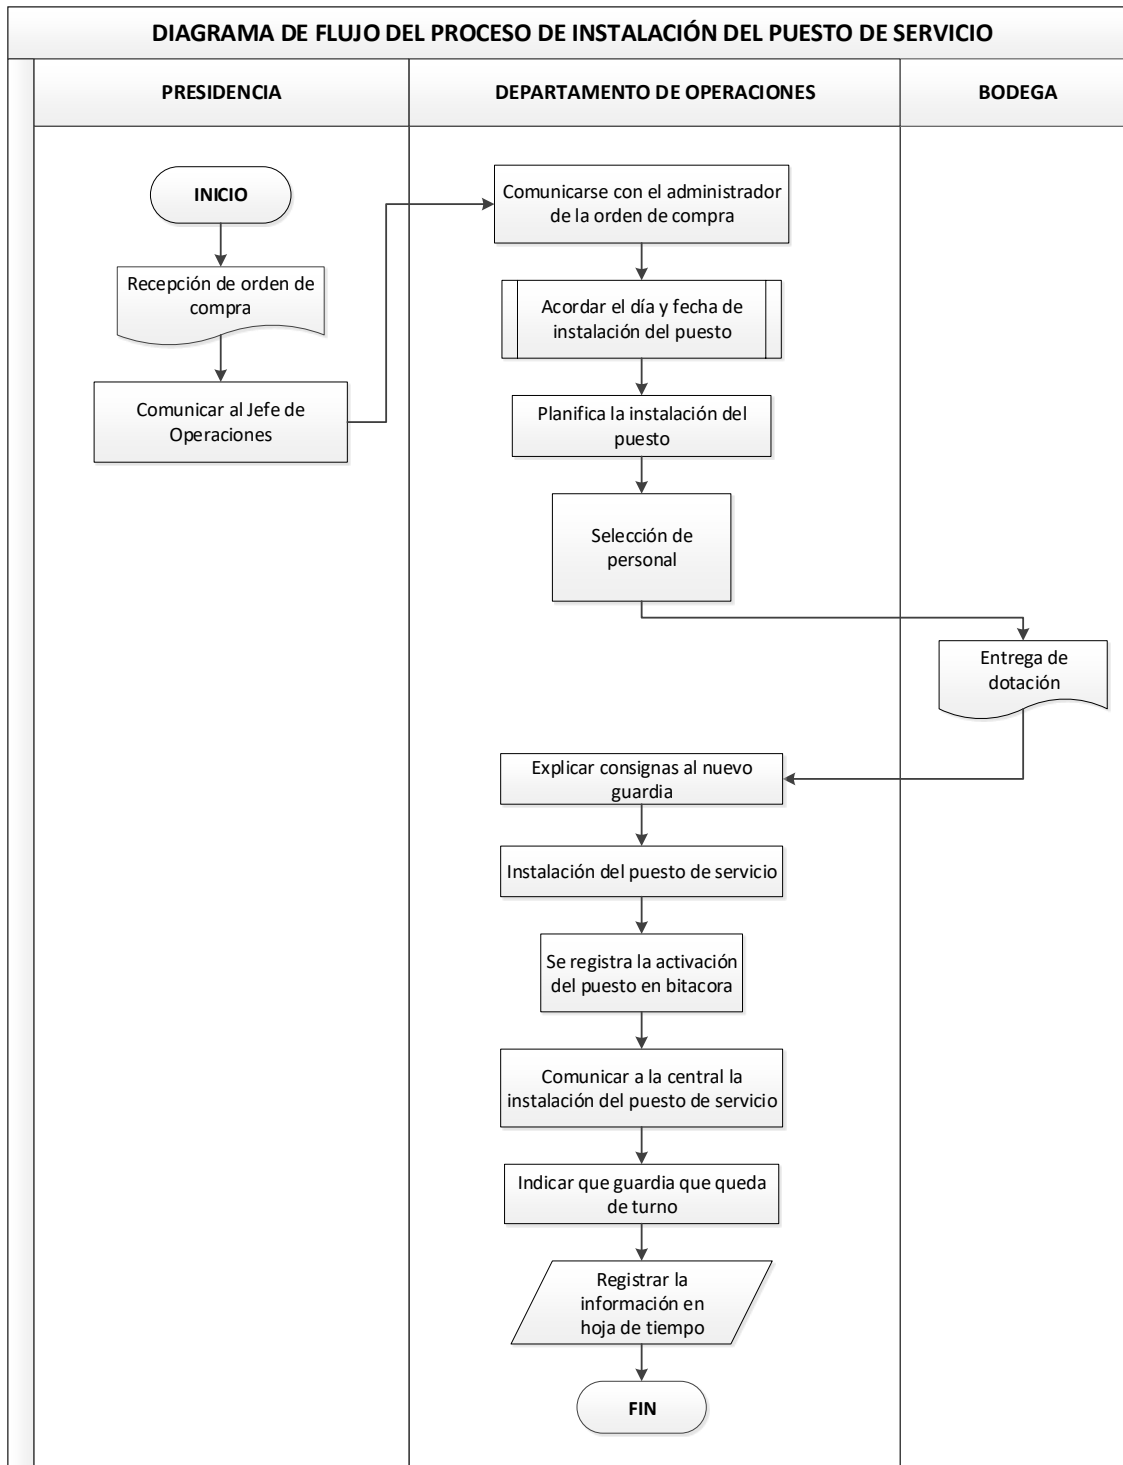 DIAGRAMA DE FLUJO DEL PROCESO DE INSTALACIÓN DEL PUESTO DE SERVICIO
PRESIDENCIA
DEPARTAMENTO DE OPERACIONES
BODEGA
INICIO
Recepción de orden de
compra
Comunicar al Jefe de
Operaciones
Comunicarse con el administrador
de la orden de compra
Acordar el día y fecha de
instalación del puesto
Planifica la instalación del
puesto
Selección de
personal
Entrega de
dotación
Explicar consignas al nuevo
guardia
Instalación del puesto de servicio
Se registra la activación
del puesto en bitacora
Comunicar a la central la
instalación del puesto de servicio
Indicar que guardia que queda
de turno
Registrar la
información en
hoja de tiempo
FIN